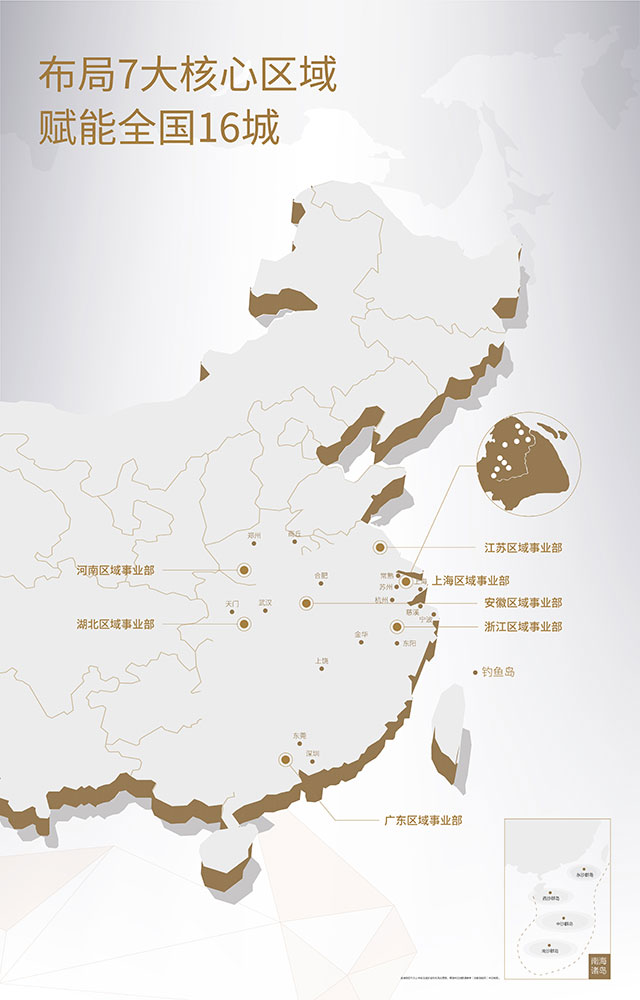 布局7大核心区域
赋能全国16城
郑州
商丘
江苏区域事业部
河南区域事业部
合肥
常熟
上海
上海区域事业部
苏州
杭州
安徽区域事业部
天门
武汉
慈溪
宁波
湖北区域事业部
浙江区域事业部
金华
东阳
上饶
钓鱼岛
东莞
深圳
广东区域事业部
东沙群岛
西沙群岛
中沙群岛
南沙群岛
南海
诸岛